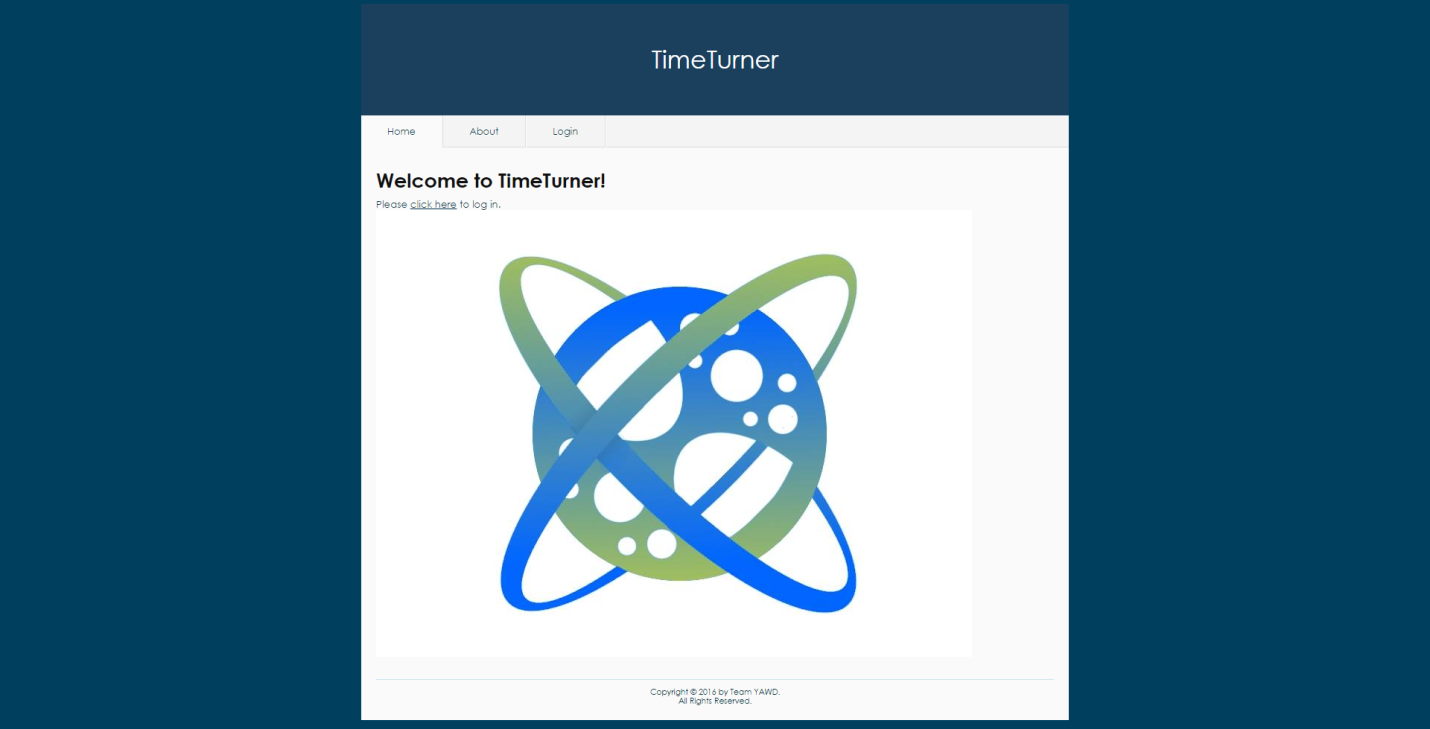 TimeTurner
Home About Login
Welcome to TimeTurner!
Please click here to log in.
Copyright © 2016 by Team YAWD.
All Rights Reserved.